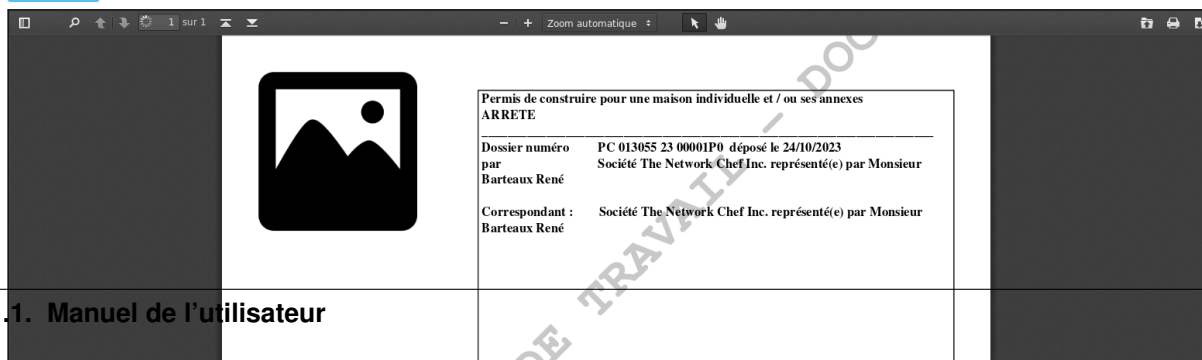 1 sur 1
Zoom automatique
Permis de construire pour une maison individuelle et / ou ses annexes
ARRETE
Dossier numéro PC 013055 23 00001P0 déposé le 24/10/2023
par Société The Network Chef Inc. représenté(e) par Monsieur
Barteaux René
Correspondant : Société The Network Chef Inc. représenté(e) par Monsieur
Barteaux René
.1. Manuel de l'utilisateur
DE TRAVAIL – DOC